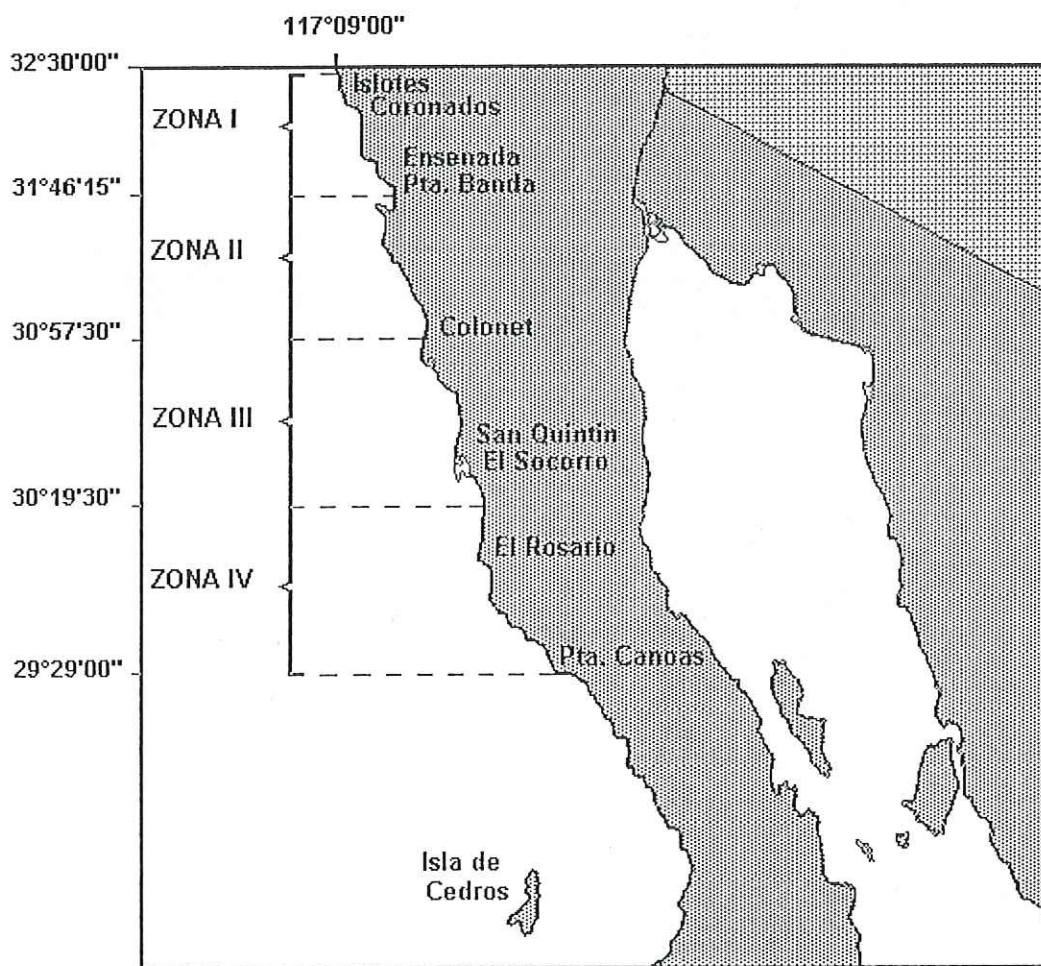 117°09'00"
32°30'00"
Islotes
Coronados
ZONA I
Ensenada
Pta. Banda
31°46'15"
ZONA II
Colonet
30°57'30"
ZONA III
San Quintin
El Socorro
30°19'30"
El Rosario
ZONA IV
Pta. Canoas
29°29'00"
Isla de
Cedros